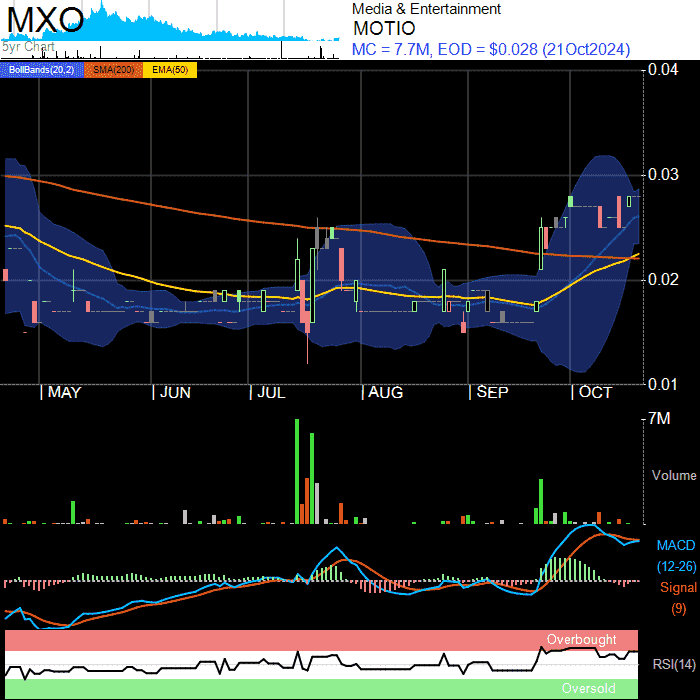 MXO
5yr Chart
Media & Entertainment
MOTIO
MC = 7.7M, EOD = $0.028 (21Oct2024)
BollBands(20,2) SMA(200) EMA(50)
0.04
0.03
0.02
0.01
MAY JUN JUL AUG SEP OCT
7M
Volume
MACD
(12-26)
Signal
(9)
Overbought
RSI(14)
Oversold